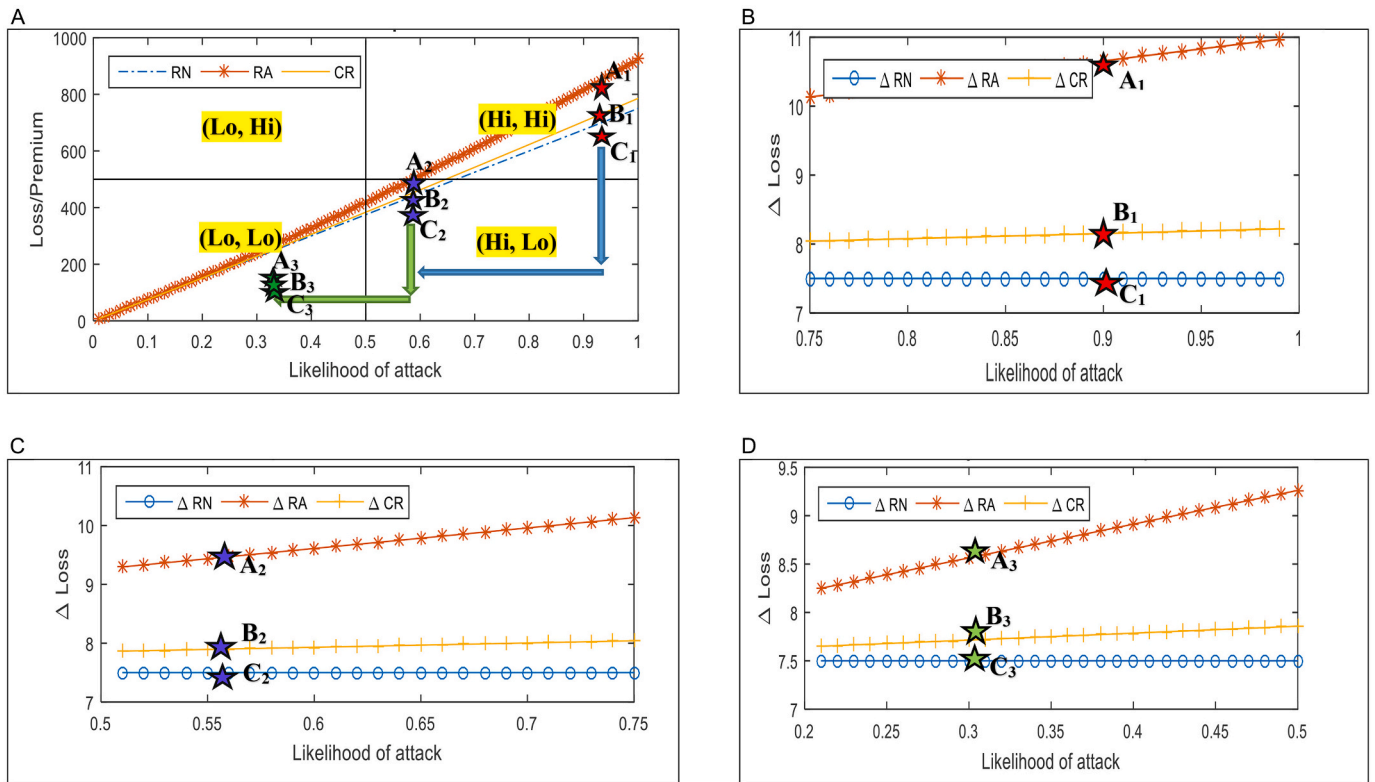 A
1000
800
600
400
200
0
Loss/Premium
RN RA CR
(Lo, Hi)
(Hi, Hi)
(Lo, Lo)
(Hi, Lo)
A1
B1
C1
A2
B2
C2
A3
B3
C3
0 0.1 0.2 0.3 0.4 0.5 0.6 0.7 0.8 0.9 1
Likelihood of attack
B
11
10
9
8
7
Δ Loss
Δ RN Δ RA Δ CR
A1
B1
C1
0.75 0.8 0.85 0.9 0.95 1
Likelihood of attack
C
11
10
9
8
7
Δ Loss
Δ RN Δ RA Δ CR
A2
B2
C2
0.5 0.55 0.6 0.65 0.7 0.75
Likelihood of attack
D
9.5
9
8.5
8
7.5
7
Δ Loss
Δ RN Δ RA Δ CR
A3
B3
C3
0.2 0.25 0.3 0.35 0.4 0.45 0.5
Likelihood of attack